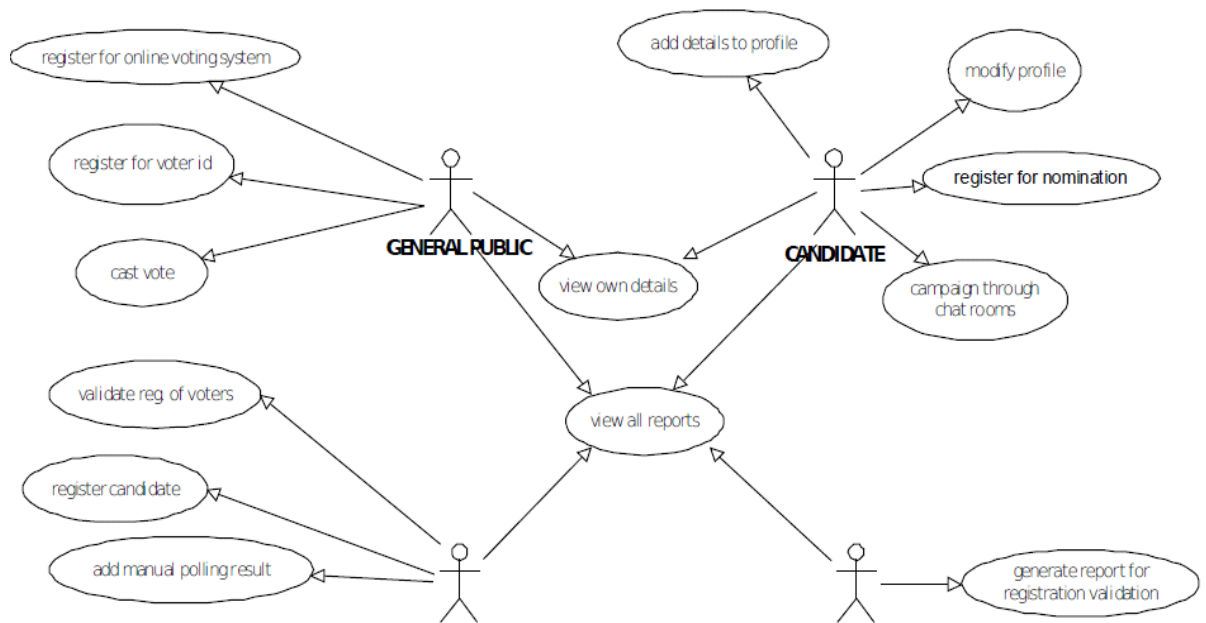 add details to profile
register for online voting system
modify profile
register for voter id
register for nomination
GENERAL PUBLIC
CANDIDATE
cast vote
view own details
campaign through
chat rooms
validate reg. of voters
view all reports
register candidate
add manual polling result
generate report for
registration validation